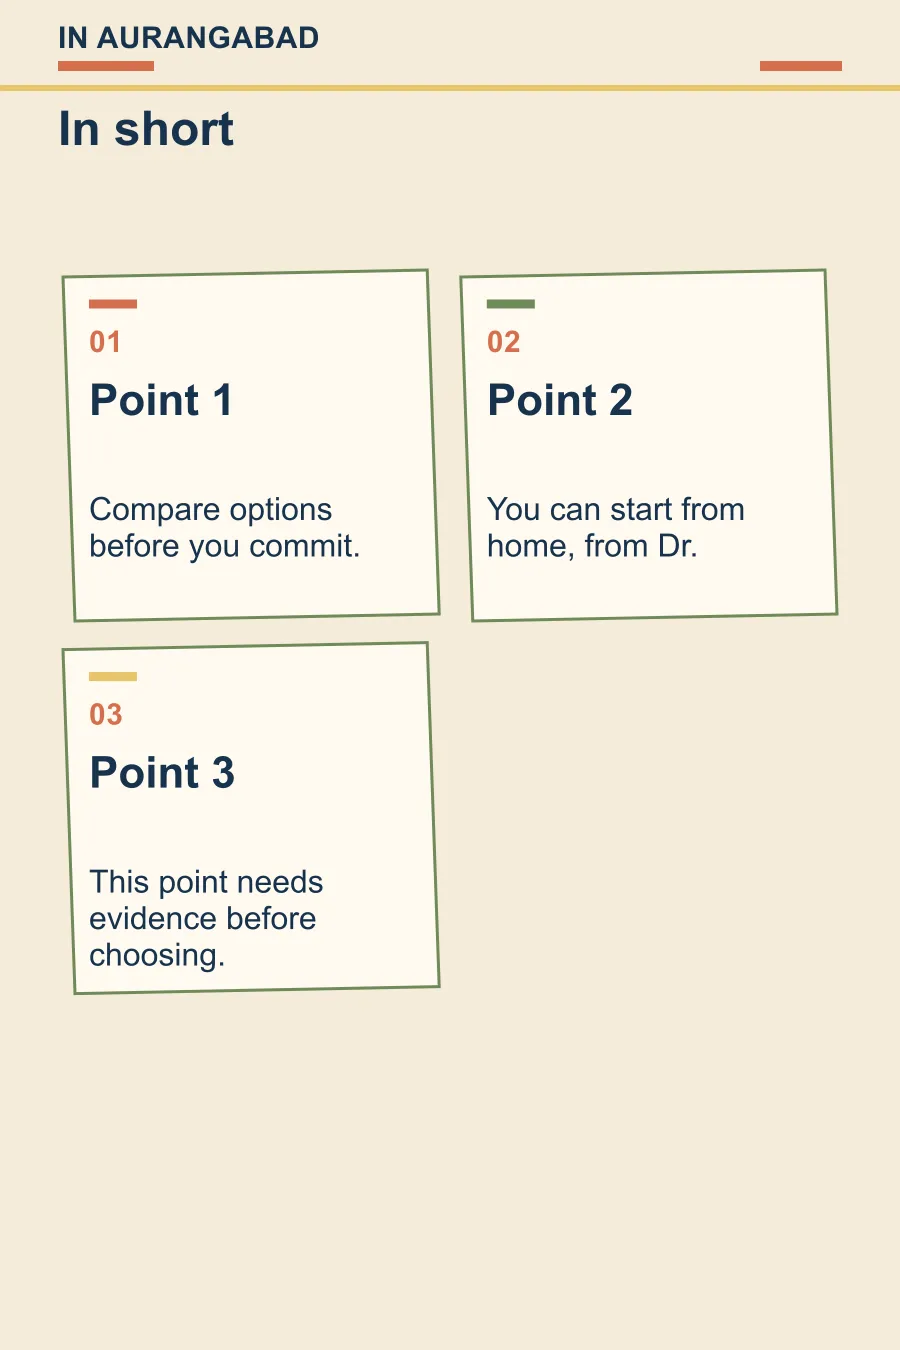 IN AURANGABAD
In short
01
Point 1
Compare options
before you commit.
02
Point 2
You can start from
home, from Dr.
03
Point 3
This point needs
evidence before
choosing.